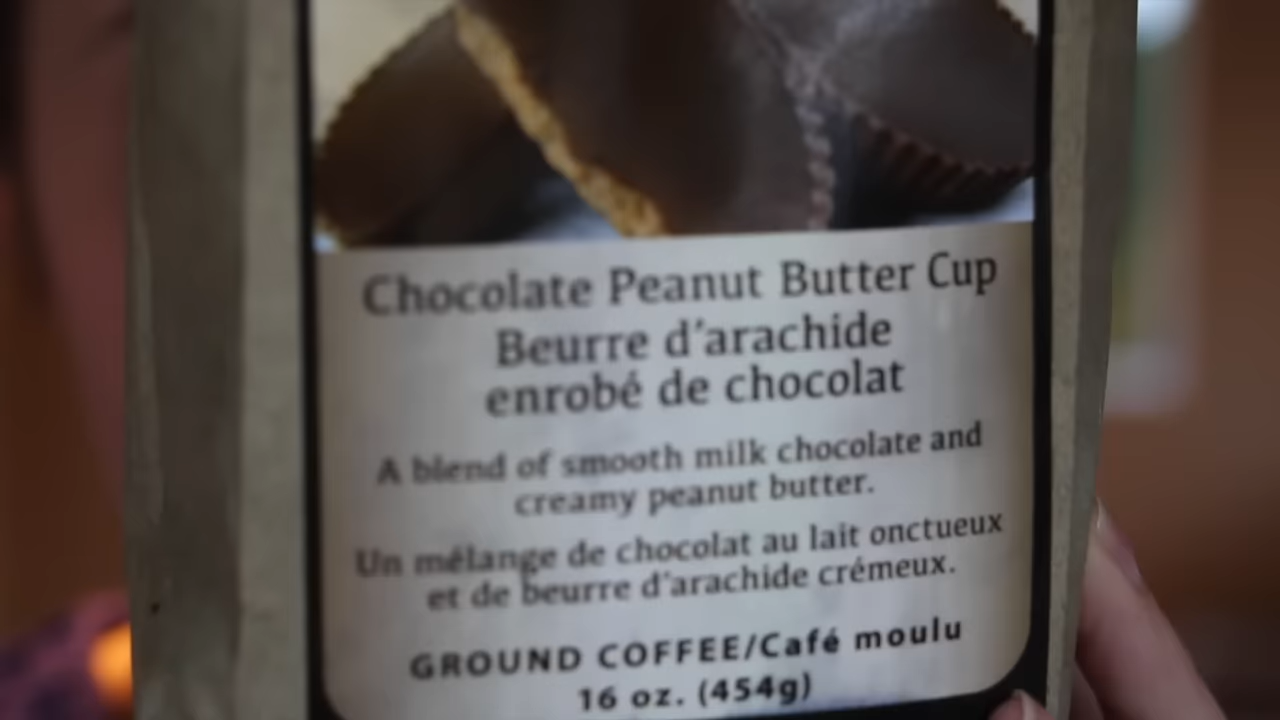 Chocolate Peanut Butter Cup
Beurre d'arachide
enrobé de chocolat
A blend of smooth milk chocolate and
creamy peanut butter.
Un mélange de chocolat au lait onctueux
et de beurre d'arachide crémeux.
GROUND COFFEE/Café moulu
16 oz. (454g)